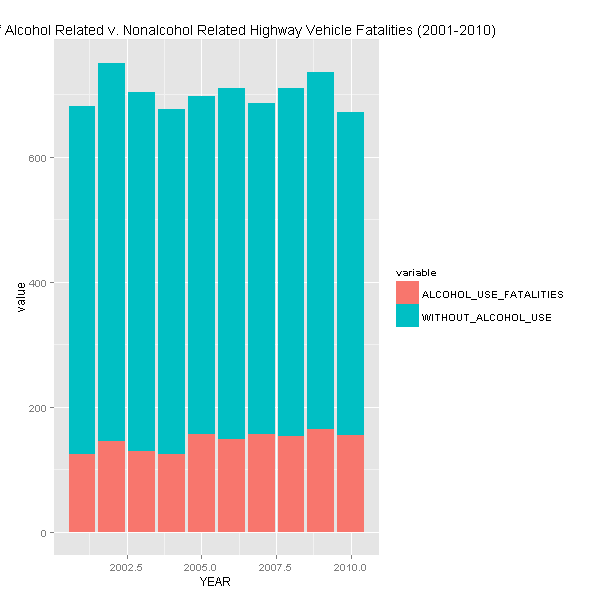 Alcohol Related v. Nonalcohol Related Highway Vehicle Fatalities (2001-2010)
600
400
200
0
value
2002.5 2005.0 2007.5 2010.0
YEAR
variable
ALCOHOL_USE_FATALITIES
WITHOUT_ALCOHOL_USE